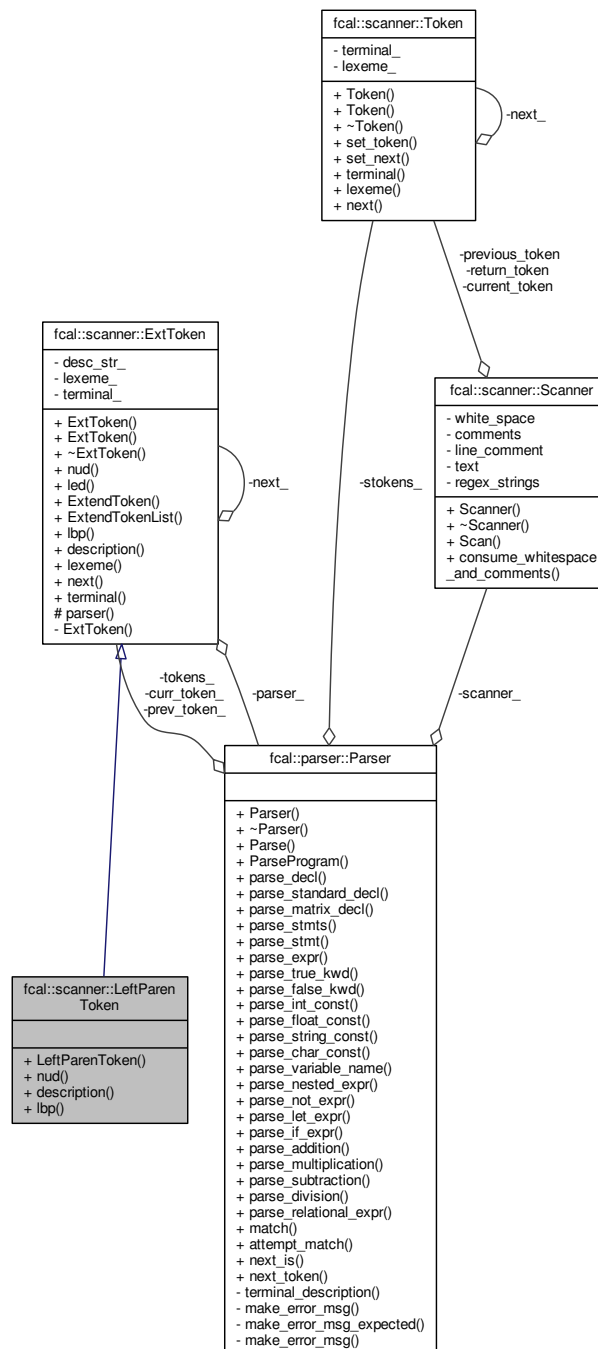 fcal::scanner::Token
- terminal_
- lexeme_
+ Token()
+ Token()
+ ~Token()
+ set_token()
+ set_next()
+ terminal()
+ lexeme()
+ next()
-next_
-previous_token
-return_token
-current_token
fcal::scanner::ExtToken
- desc_str_
- lexeme_
- terminal_
+ ExtToken()
+ ExtToken()
+ ~ExtToken()
+ nud()
+ led()
+ ExtendToken()
+ ExtendTokenList()
+ lbp()
+ description()
+ lexeme()
+ next()
+ terminal()
# parser()
- ExtToken()
-next_
-stokens_
fcal::scanner::Scanner
- white_space
- comments
- line_comment
- text
- regex_strings
+ Scanner()
+ ~Scanner()
+ Scan()
+ consume_whitespace
_and_comments()
-tokens_
-curr_token_
-prev_token_
-parser_
-scanner_
fcal::parser::Parser
+ Parser()
+ ~Parser()
+ Parse()
+ ParseProgram()
+ parse_decl()
+ parse_standard_decl()
+ parse_matrix_decl()
+ parse_stmts()
+ parse_stmt()
+ parse_expr()
+ parse_true_kwd()
+ parse_false_kwd()
+ parse_int_const()
+ parse_float_const()
+ parse_string_const()
+ parse_char_const()
+ parse_variable_name()
+ parse_nested_expr()
+ parse_not_expr()
+ parse_let_expr()
+ parse_if_expr()
+ parse_addition()
+ parse_multiplication()
+ parse_subtraction()
+ parse_division()
+ parse_relational_expr()
+ match()
+ attempt_match()
+ next_is()
+ next_token()
- terminal_description()
- make_error_msg()
- make_error_msg_expected()
- make_error_msg()
fcal::scanner::LeftParen
Token
+ LeftParenToken()
+ nud()
+ description()
+ lbp()